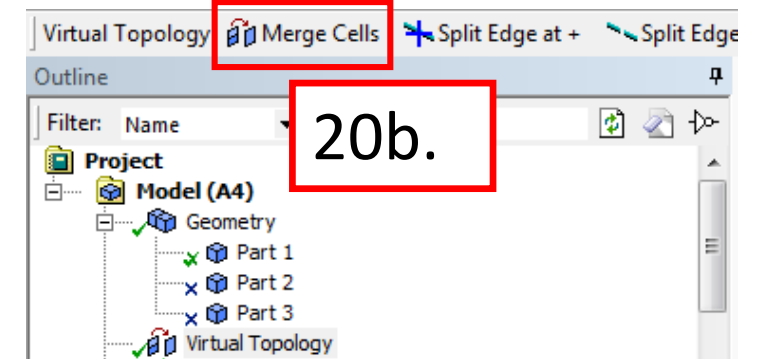 Virtual Topology Merge Cells Split Edge at + Split Edge
Outline
Filter: Name
20b.
Project
Model (A4)
Geometry
Part 1
Part 2
Part 3
Virtual Topology